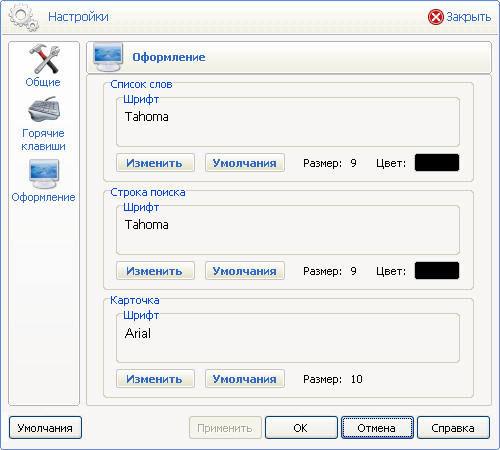 Настройки
Закрыть
Общие
Горячие
клавиши
Оформление
Оформление
Список слов
Шрифт
Tahoma
Изменить Умолчания Размер: 9 Цвет:
Строка поиска
Шрифт
Tahoma
Изменить Умолчания Размер: 9 Цвет:
Карточка
Шрифт
Arial
Изменить Умолчания Размер: 10
Умолчания Применить OK Отмена Справка